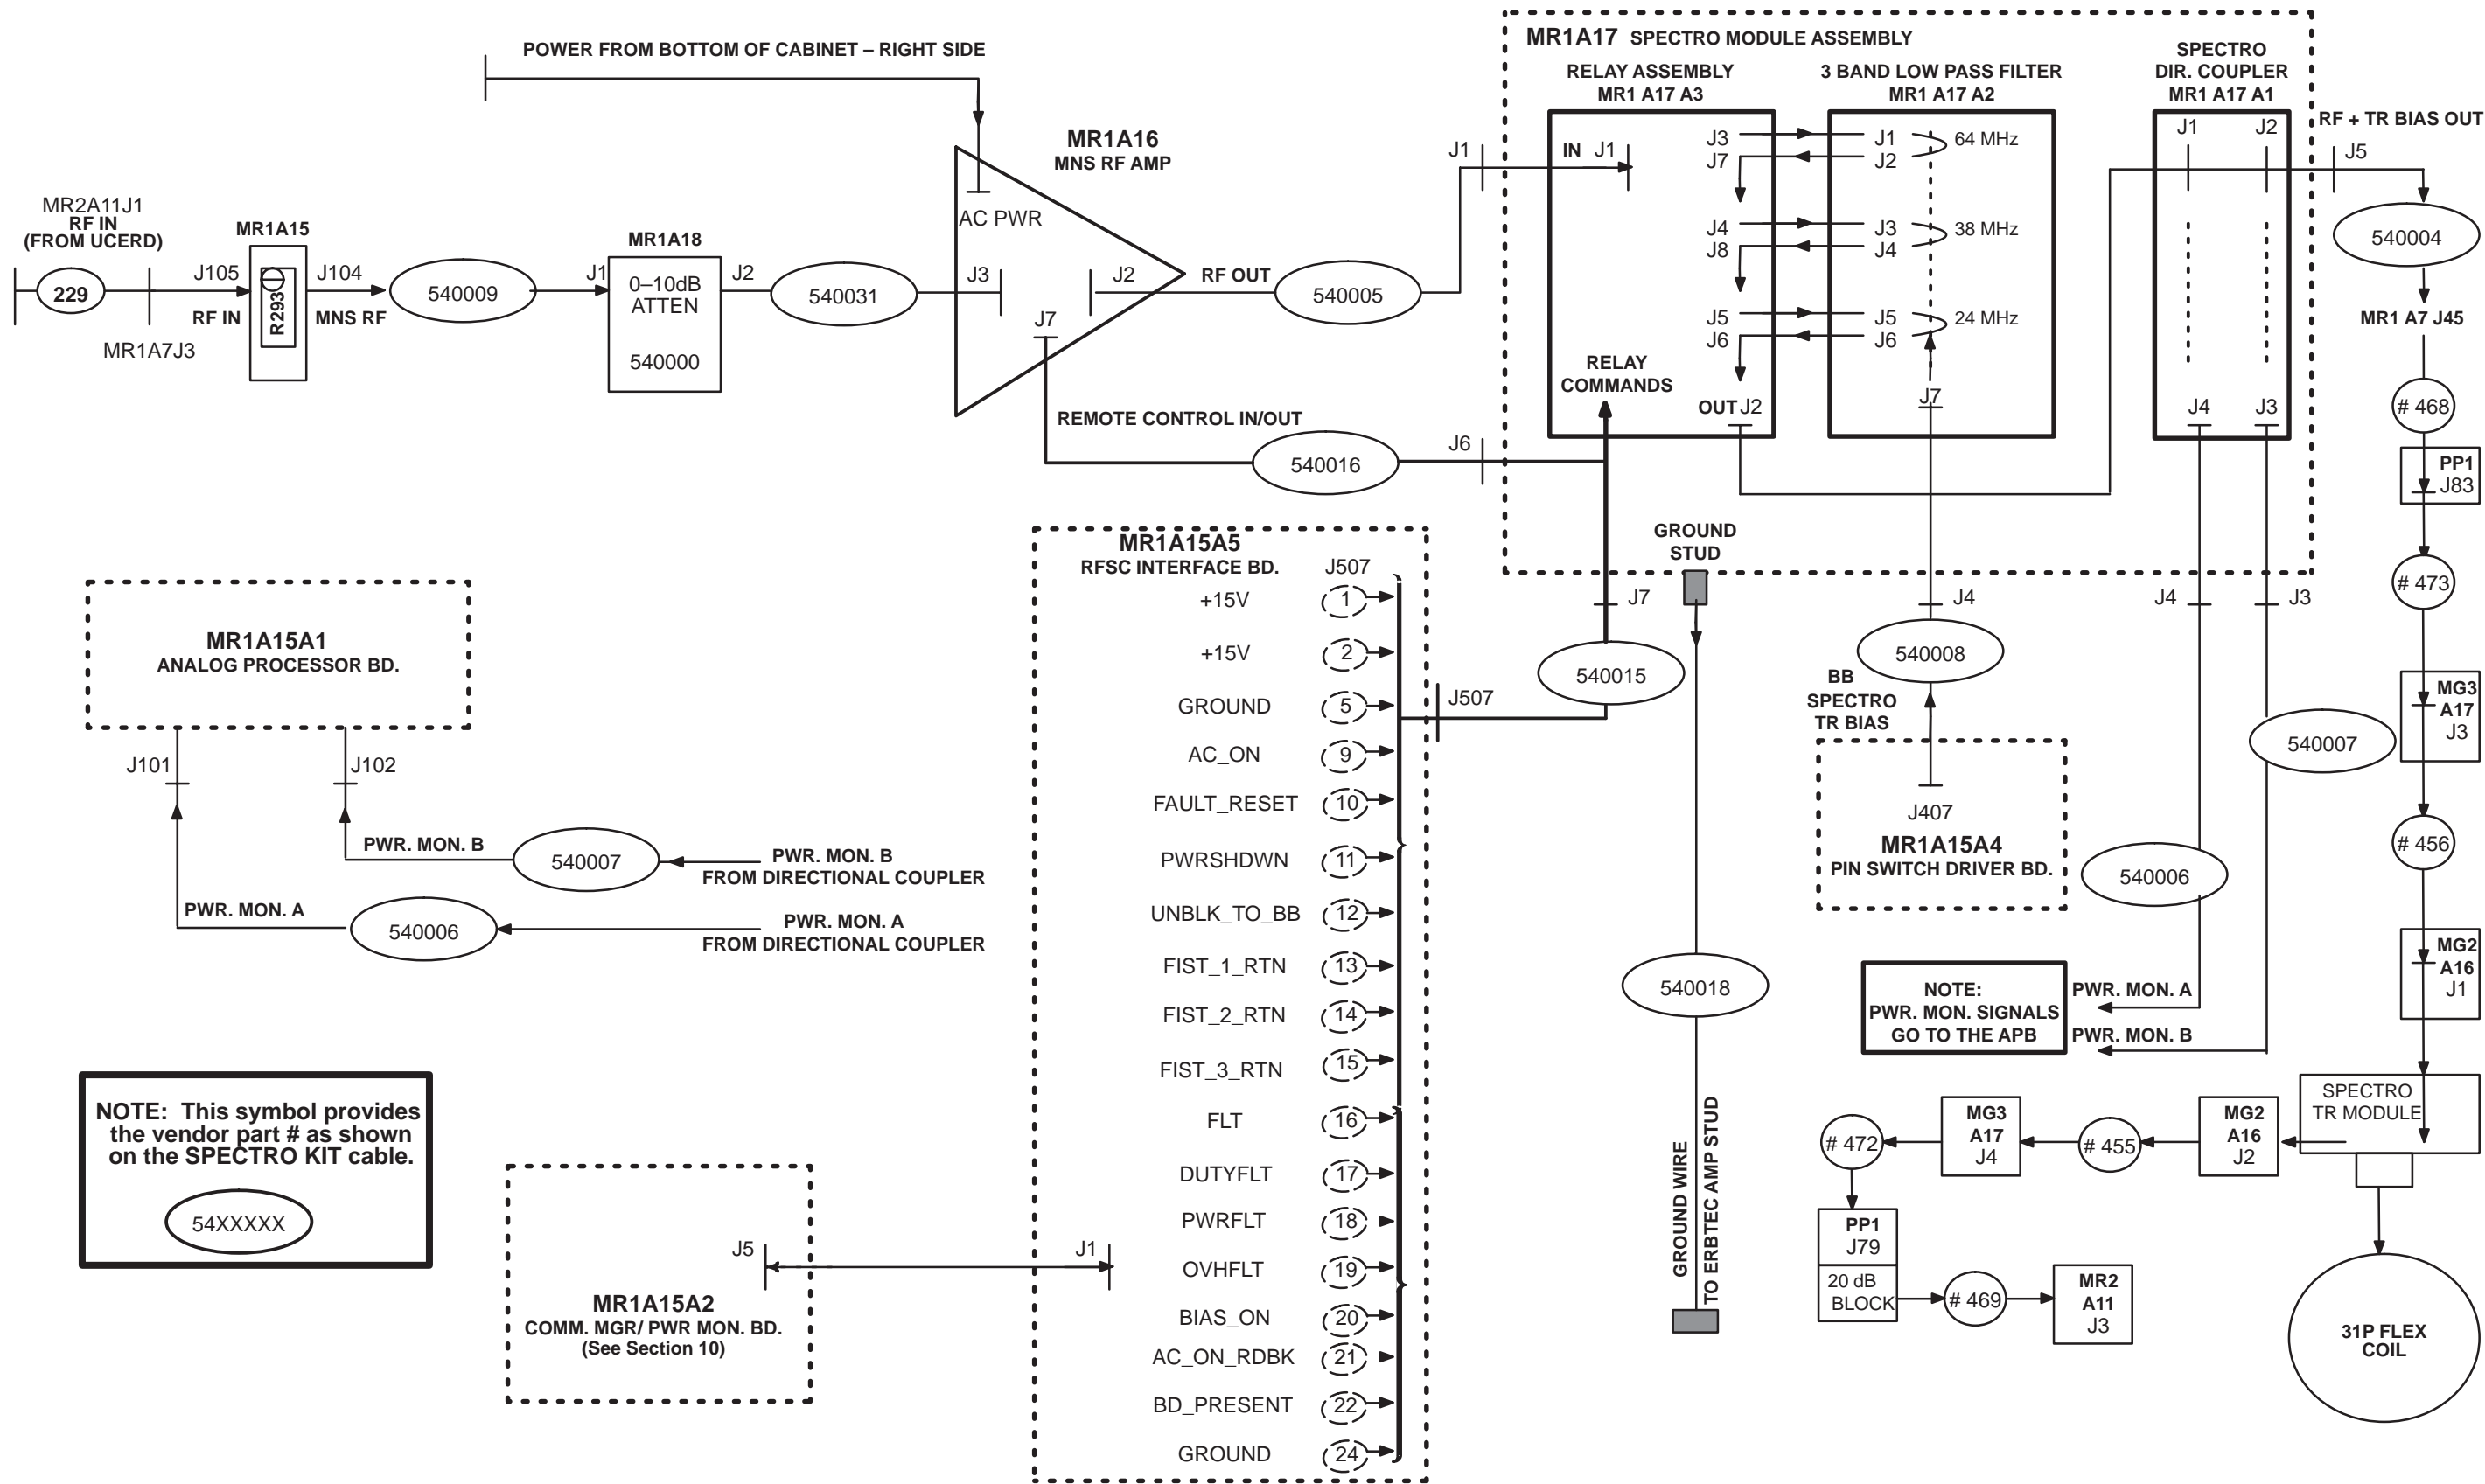 POWER FROM BOTTOM OF CABINET – RIGHT SIDE
MR2A11J1
RF IN
(FROM UCERD)
229
MR1A7J3
MR1A15
J105
J104
R293
RF IN
MNS RF
540009
MR1A18
J1
J2
0–10dB
ATTEN
540000
540031
MR1A16
MNS RF AMP
AC PWR
J3
J2
J7
RF OUT
540005
J1
REMOTE CONTROL IN/OUT
540016
J6
MR1A17 SPECTRO MODULE ASSEMBLY
RELAY ASSEMBLY
MR1 A17 A3
IN J1
J3
J7
J4
J8
J5
J6
RELAY
COMMANDS
OUT J2
3 BAND LOW PASS FILTER
MR1 A17 A2
J1
J2
64 MHz
J3
J4
38 MHz
J5
J6
24 MHz
J7
SPECTRO
DIR. COUPLER
MR1 A17 A1
J1
J2
J4
J3
RF + TR BIAS OUT
J5
540004
MR1 A7 J45
# 468
PP1
J83
# 473
MG3
A17
J3
# 456
MG2
A16
J1
SPECTRO
TR MODULE
31P FLEX
COIL
MG2
A16
J2
# 455
MG3
A17
J4
# 472
PP1
J79
20 dB
BLOCK
# 469
MR2
A11
J3
GROUND
STUD
J7
540015
J4
540008
BB
SPECTRO
TR BIAS
J407
MR1A15A4
PIN SWITCH DRIVER BD.
J4
J3
540007
540006
NOTE:
PWR. MON. SIGNALS
GO TO THE APB
PWR. MON. A
PWR. MON. B
540018
GROUND WIRE
TO ERBTEC AMP STUD
MR1A15A5
RFSC INTERFACE BD.
J507
+15V 1
+15V 2
GROUND 5
AC_ON 9
FAULT_RESET 10
PWRSHDWN 11
UNBLK_TO_BB 12
FIST_1_RTN 13
FIST_2_RTN 14
FIST_3_RTN 15
FLT 16
DUTYFLT 17
PWRFLT 18
OVHFLT 19
BIAS_ON 20
AC_ON_RDBK 21
BD_PRESENT 22
GROUND 24
J507
J1
MR1A15A1
ANALOG PROCESSOR BD.
J101
J102
PWR. MON. B
540007
PWR. MON. B
FROM DIRECTIONAL COUPLER
PWR. MON. A
540006
PWR. MON. A
FROM DIRECTIONAL COUPLER
NOTE: This symbol provides
the vendor part # as shown
on the SPECTRO KIT cable.
54XXXXX
J5
MR1A15A2
COMM. MGR/ PWR MON. BD.
(See Section 10)